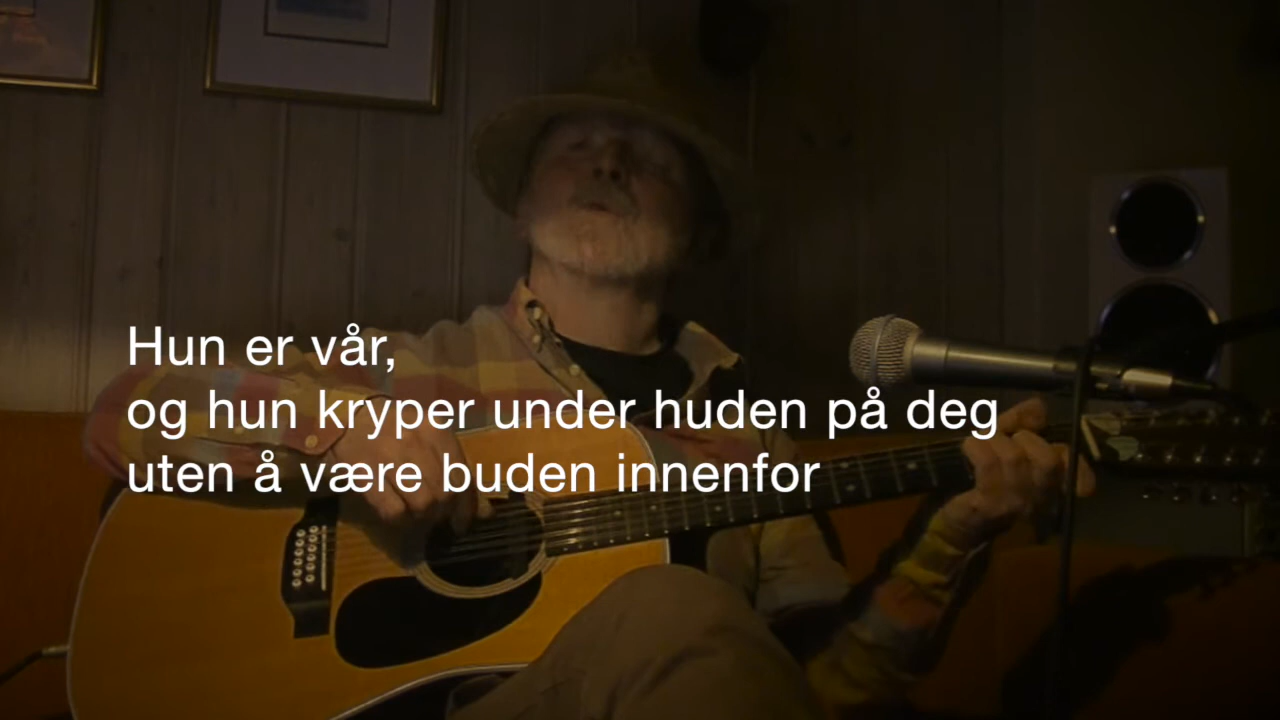 Hun er vår,
og hun kryper under huden på deg
uten å være buden innenfor